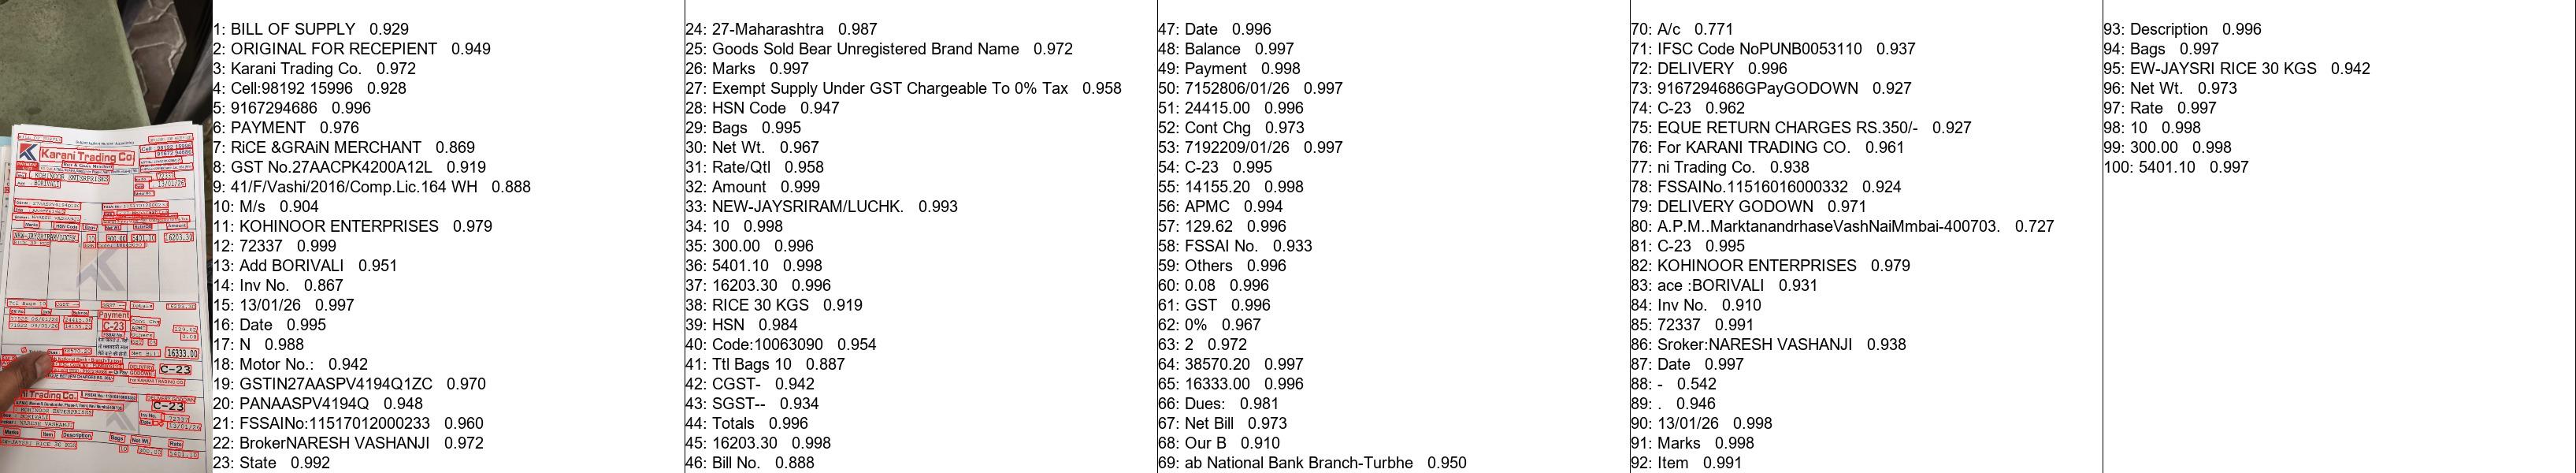 1: BILL OF SUPPLY 0.929
2: ORIGINAL FOR RECEPIENT 0.949
3: Karani Trading Co. 0.972
4: Cell:98192 15996 0.928
5: 9167294686 0.996
6: PAYMENT 0.976
7: RiCE &GRAiN MERCHANT 0.869
8: GST No.27AACPK4200A12L 0.919
9: 41/F/Vashi/2016/Comp.Lic.164 WH 0.888
10: M/s 0.904
11: KOHINOOR ENTERPRISES 0.979
12: 72337 0.999
13: Add BORIVALI 0.951
14: Inv No. 0.867
15: 13/01/26 0.997
16: Date 0.995
17: N 0.988
18: Motor No.: 0.942
19: GSTIN27AASPV4194Q1ZC 0.970
20: PANAASPV4194Q 0.948
21: FSSAINo:11517012000233 0.960
22: BrokerNARESH VASHANJI 0.972
23: State 0.992
24: 27-Maharashtra 0.987
25: Goods Sold Bear Unregistered Brand Name 0.972
26: Marks 0.997
27: Exempt Supply Under GST Chargeable To 0% Tax 0.958
28: HSN Code 0.947
29: Bags 0.995
30: Net Wt. 0.967
31: Rate/Qtl 0.958
32: Amount 0.999
33: NEW-JAYSRIRAM/LUCHK. 0.993
34: 10 0.998
35: 300.00 0.996
36: 5401.10 0.998
37: 16203.30 0.996
38: RICE 30 KGS 0.919
39: HSN 0.984
40: Code:10063090 0.954
41: Ttl Bags 10 0.887
42: CGST- 0.942
43: SGST-- 0.934
44: Totals 0.996
45: 16203.30 0.998
46: Bill No. 0.888
47: Date 0.996
48: Balance 0.997
49: Payment 0.998
50: 7152806/01/26 0.997
51: 24415.00 0.996
52: Cont Chg 0.973
53: 7192209/01/26 0.997
54: C-23 0.995
55: 14155.20 0.998
56: APMC 0.994
57: 129.62 0.996
58: FSSAI No. 0.933
59: Others 0.996
60: 0.08 0.996
61: GST 0.996
62: 0% 0.967
63: 2 0.972
64: 38570.20 0.997
65: 16333.00 0.996
66: Dues: 0.981
67: Net Bill 0.973
68: Our B 0.910
69: ab National Bank Branch-Turbhe 0.950
70: A/c 0.771
71: IFSC Code NoPUNB0053110 0.937
72: DELIVERY 0.996
73: 9167294686GPayGODOWN 0.927
74: C-23 0.962
75: EQUE RETURN CHARGES RS.350/- 0.927
76: For KARANI TRADING CO. 0.961
77: ni Trading Co. 0.938
78: FSSAINo.11516016000332 0.924
79: DELIVERY GODOWN 0.971
80: A.P.M..MarktanandrhaseVashNaiMmbai-400703. 0.727
81: C-23 0.995
82: KOHINOOR ENTERPRISES 0.979
83: ace :BORIVALI 0.931
84: Inv No. 0.910
85: 72337 0.991
86: Sroker:NARESH VASHANJI 0.938
87: Date 0.997
88: - 0.542
89: . 0.946
90: 13/01/26 0.998
91: Marks 0.998
92: Item 0.991
93: Description 0.996
94: Bags 0.997
95: EW-JAYSRI RICE 30 KGS 0.942
96: Net Wt. 0.973
97: Rate 0.997
98: 10 0.998
99: 300.00 0.998
100: 5401.10 0.997